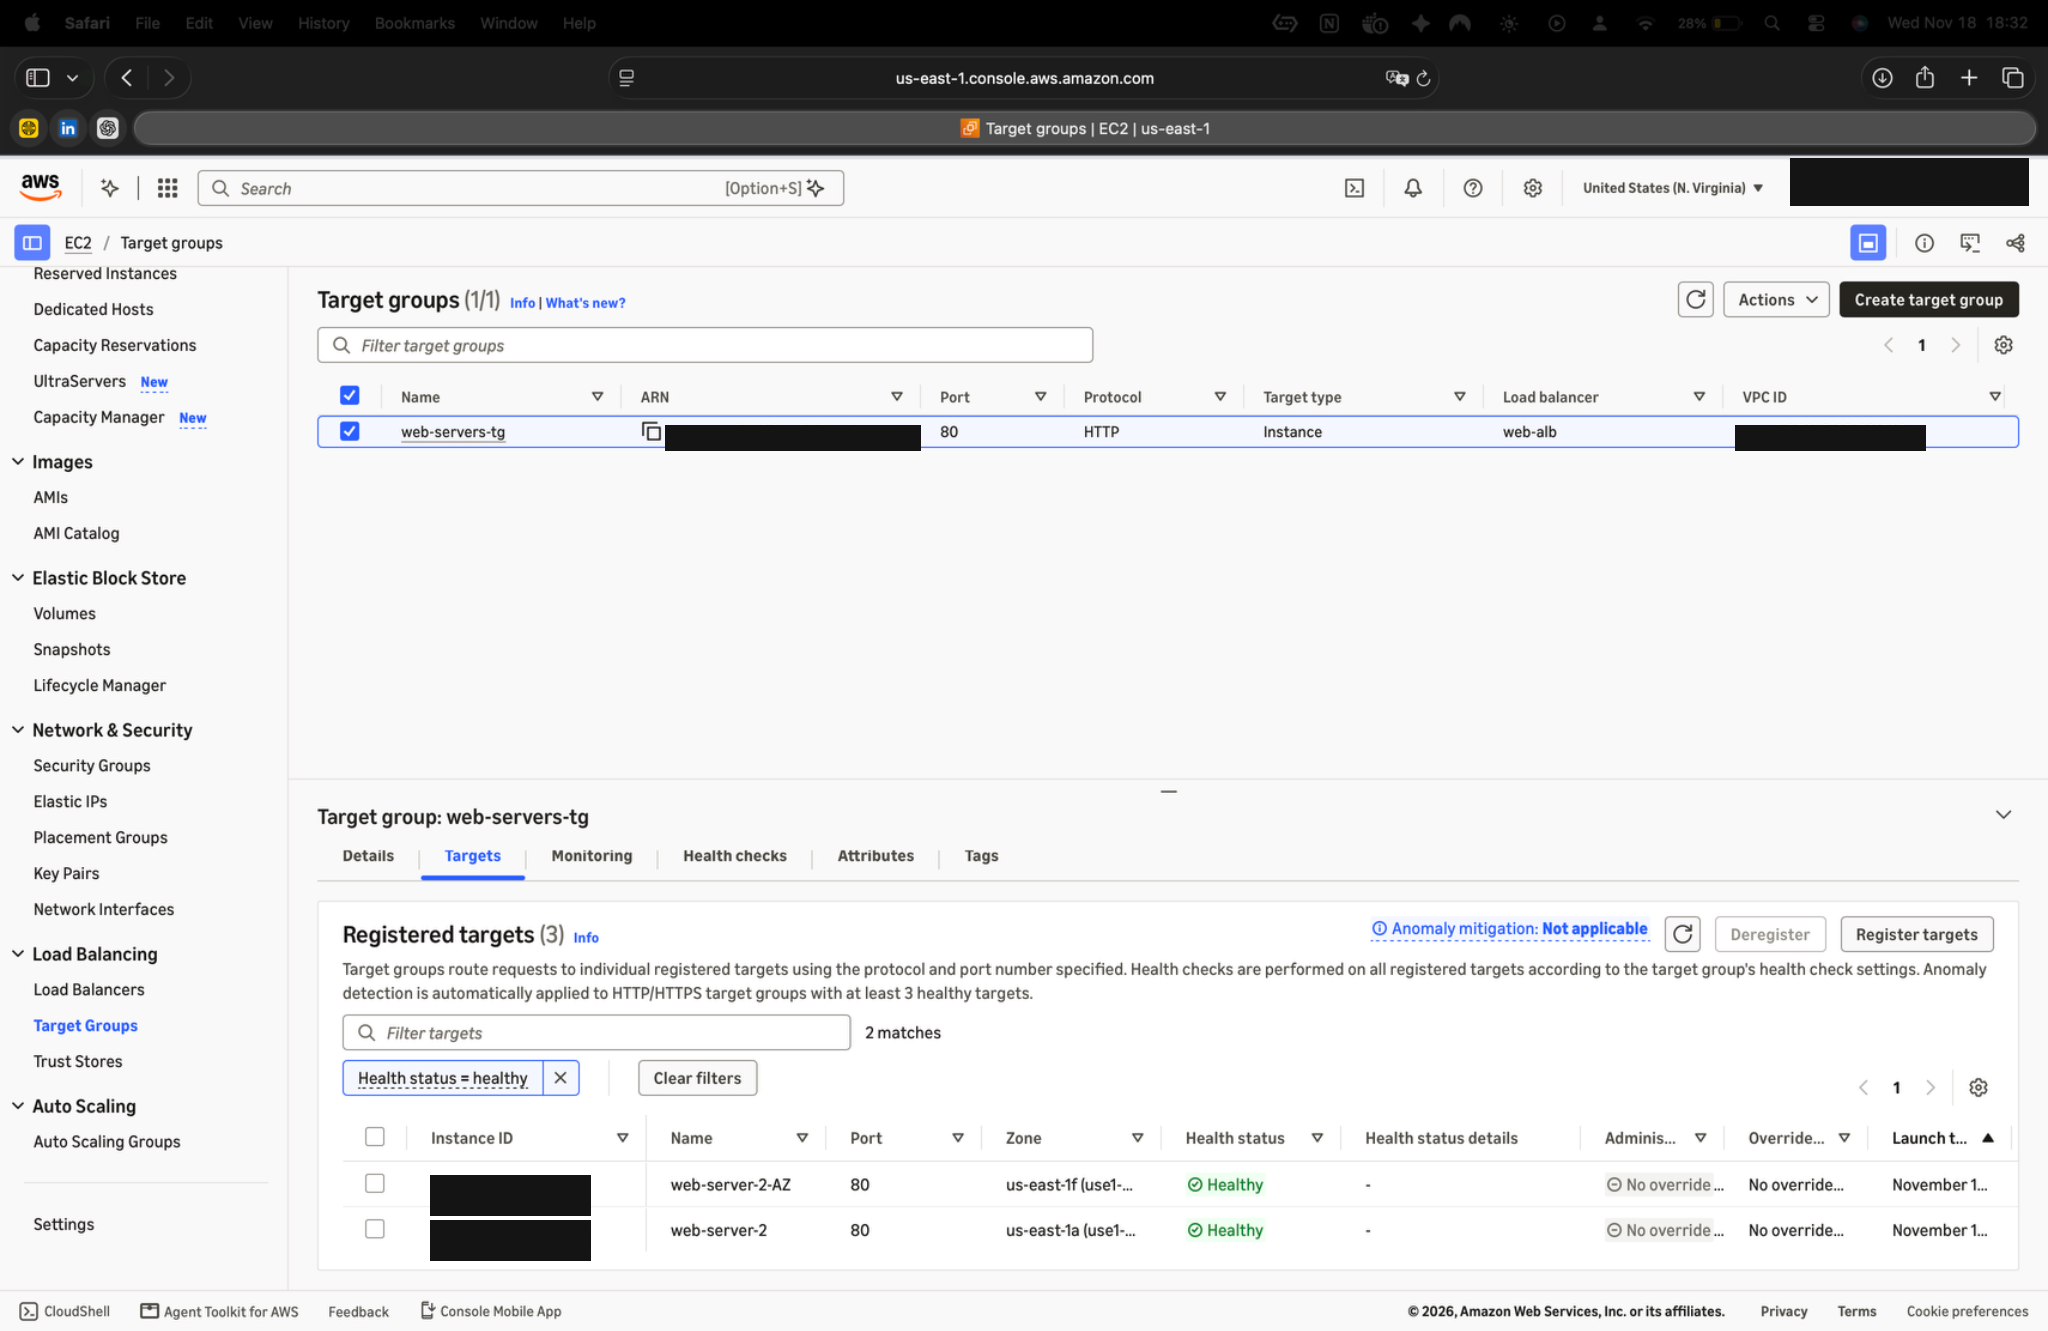 Safari File Edit View History Bookmarks Window Help 28% Wed Nov 18 18:32
us-east-1.console.aws.amazon.com
in Target groups | EC2 | us-east-1
aws Search [Option+S] United States (N. Virginia)
EC2 / Target groups
Reserved Instances
Dedicated Hosts
Capacity Reservations
UltraServers New
Capacity Manager New
Images
AMIs
AMI Catalog
Elastic Block Store
Volumes
Snapshots
Lifecycle Manager
Network & Security
Security Groups
Elastic IPs
Placement Groups
Key Pairs
Network Interfaces
Load Balancing
Load Balancers
Target Groups
Trust Stores
Auto Scaling
Auto Scaling Groups
Settings
Target groups (1/1) Info | What's new? Actions Create target group
Filter target groups 1
Name ARN Port Protocol Target type Load balancer VPC ID
web-servers-tg 80 HTTP Instance web-alb
Target group: web-servers-tg
Details Targets Monitoring Health checks Attributes Tags
Registered targets (3) Info Anomaly mitigation: Not applicable Deregister Register targets
Target groups route requests to individual registered targets using the protocol and port number specified. Health checks are performed on all registered targets according to the target group's health check settings. Anomaly
detection is automatically applied to HTTP/HTTPS target groups with at least 3 healthy targets.
Filter targets 2 matches
Health status = healthy Clear filters 1
Instance ID Name Port Zone Health status Health status details Adminis... Override... Launch t...
web-server-2-AZ 80 us-east-1f (use1-... Healthy - No override ... No override... November 1...
web-server-2 80 us-east-1a (use1-... Healthy - No override ... No override... November 1...
CloudShell Agent Toolkit for AWS Feedback Console Mobile App © 2026, Amazon Web Services, Inc. or its affiliates. Privacy Terms Cookie preferences